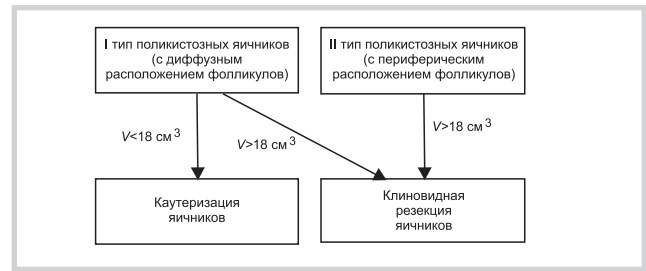 I тип поликистозных яичников
(с диффузным
расположением фолликулов)
II тип поликистозных яичников
(с периферическим
расположением фолликулов)
V<18 см³
V>18 см³
V>18 см³
Каутеризация
яичников
Клиновидная
резекция
яичников